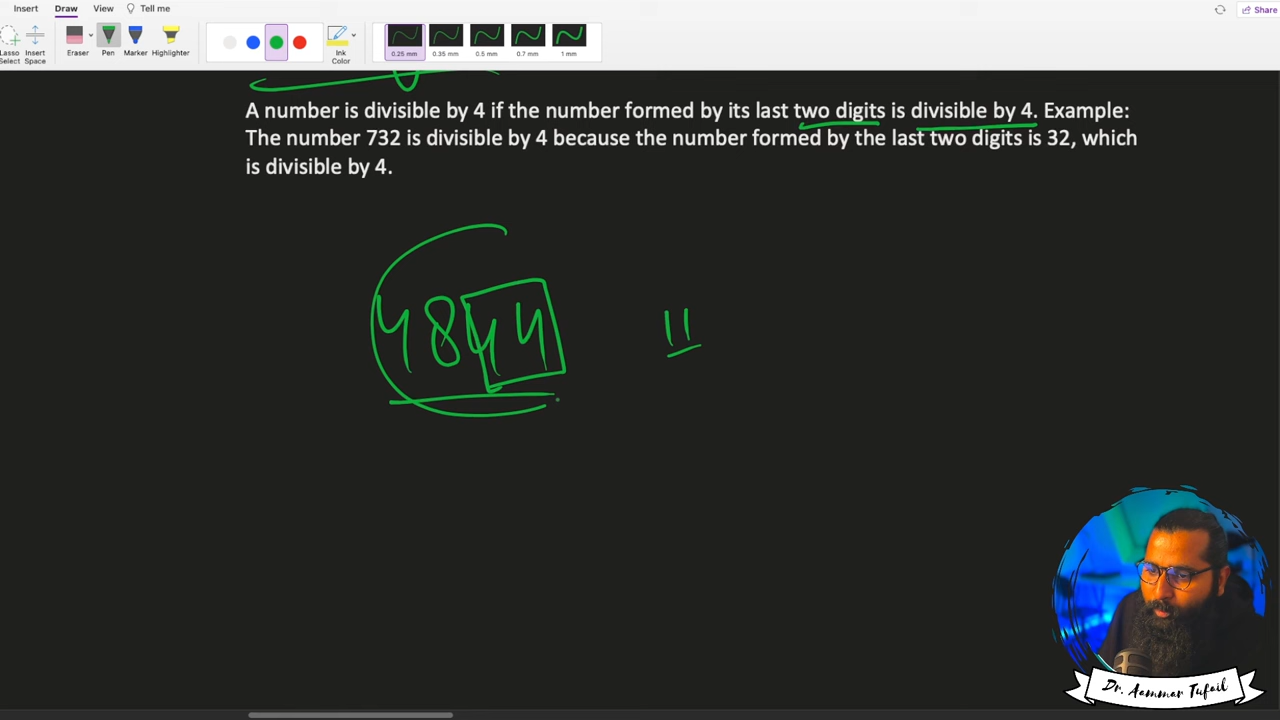 Insert Draw View Tell me Share
Lasso Select
Insert Space
Eraser Pen Marker Highlighter
Ink Color
0.25 mm 0.35 mm 0.5 mm 0.7 mm 1 mm
A number is divisible by 4 if the number formed by its last two digits is divisible by 4. Example:
The number 732 is divisible by 4 because the number formed by the last two digits is 32, which
is divisible by 4.
4844 11
Dr. Aammar Tufail